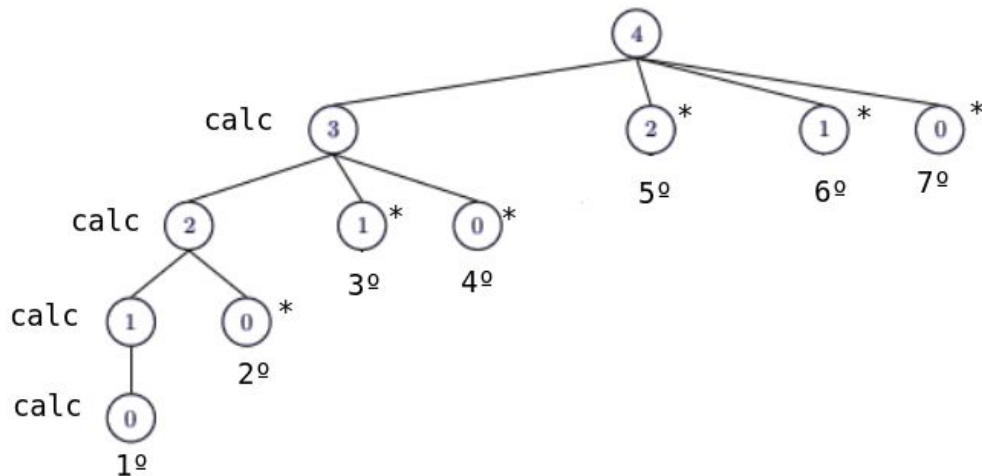 4
calc 3 2 * 1 * 0 *
5º 6º 7º
calc 2 1 * 0 *
3º 4º
calc 1 0 *
2º
calc 0
1º